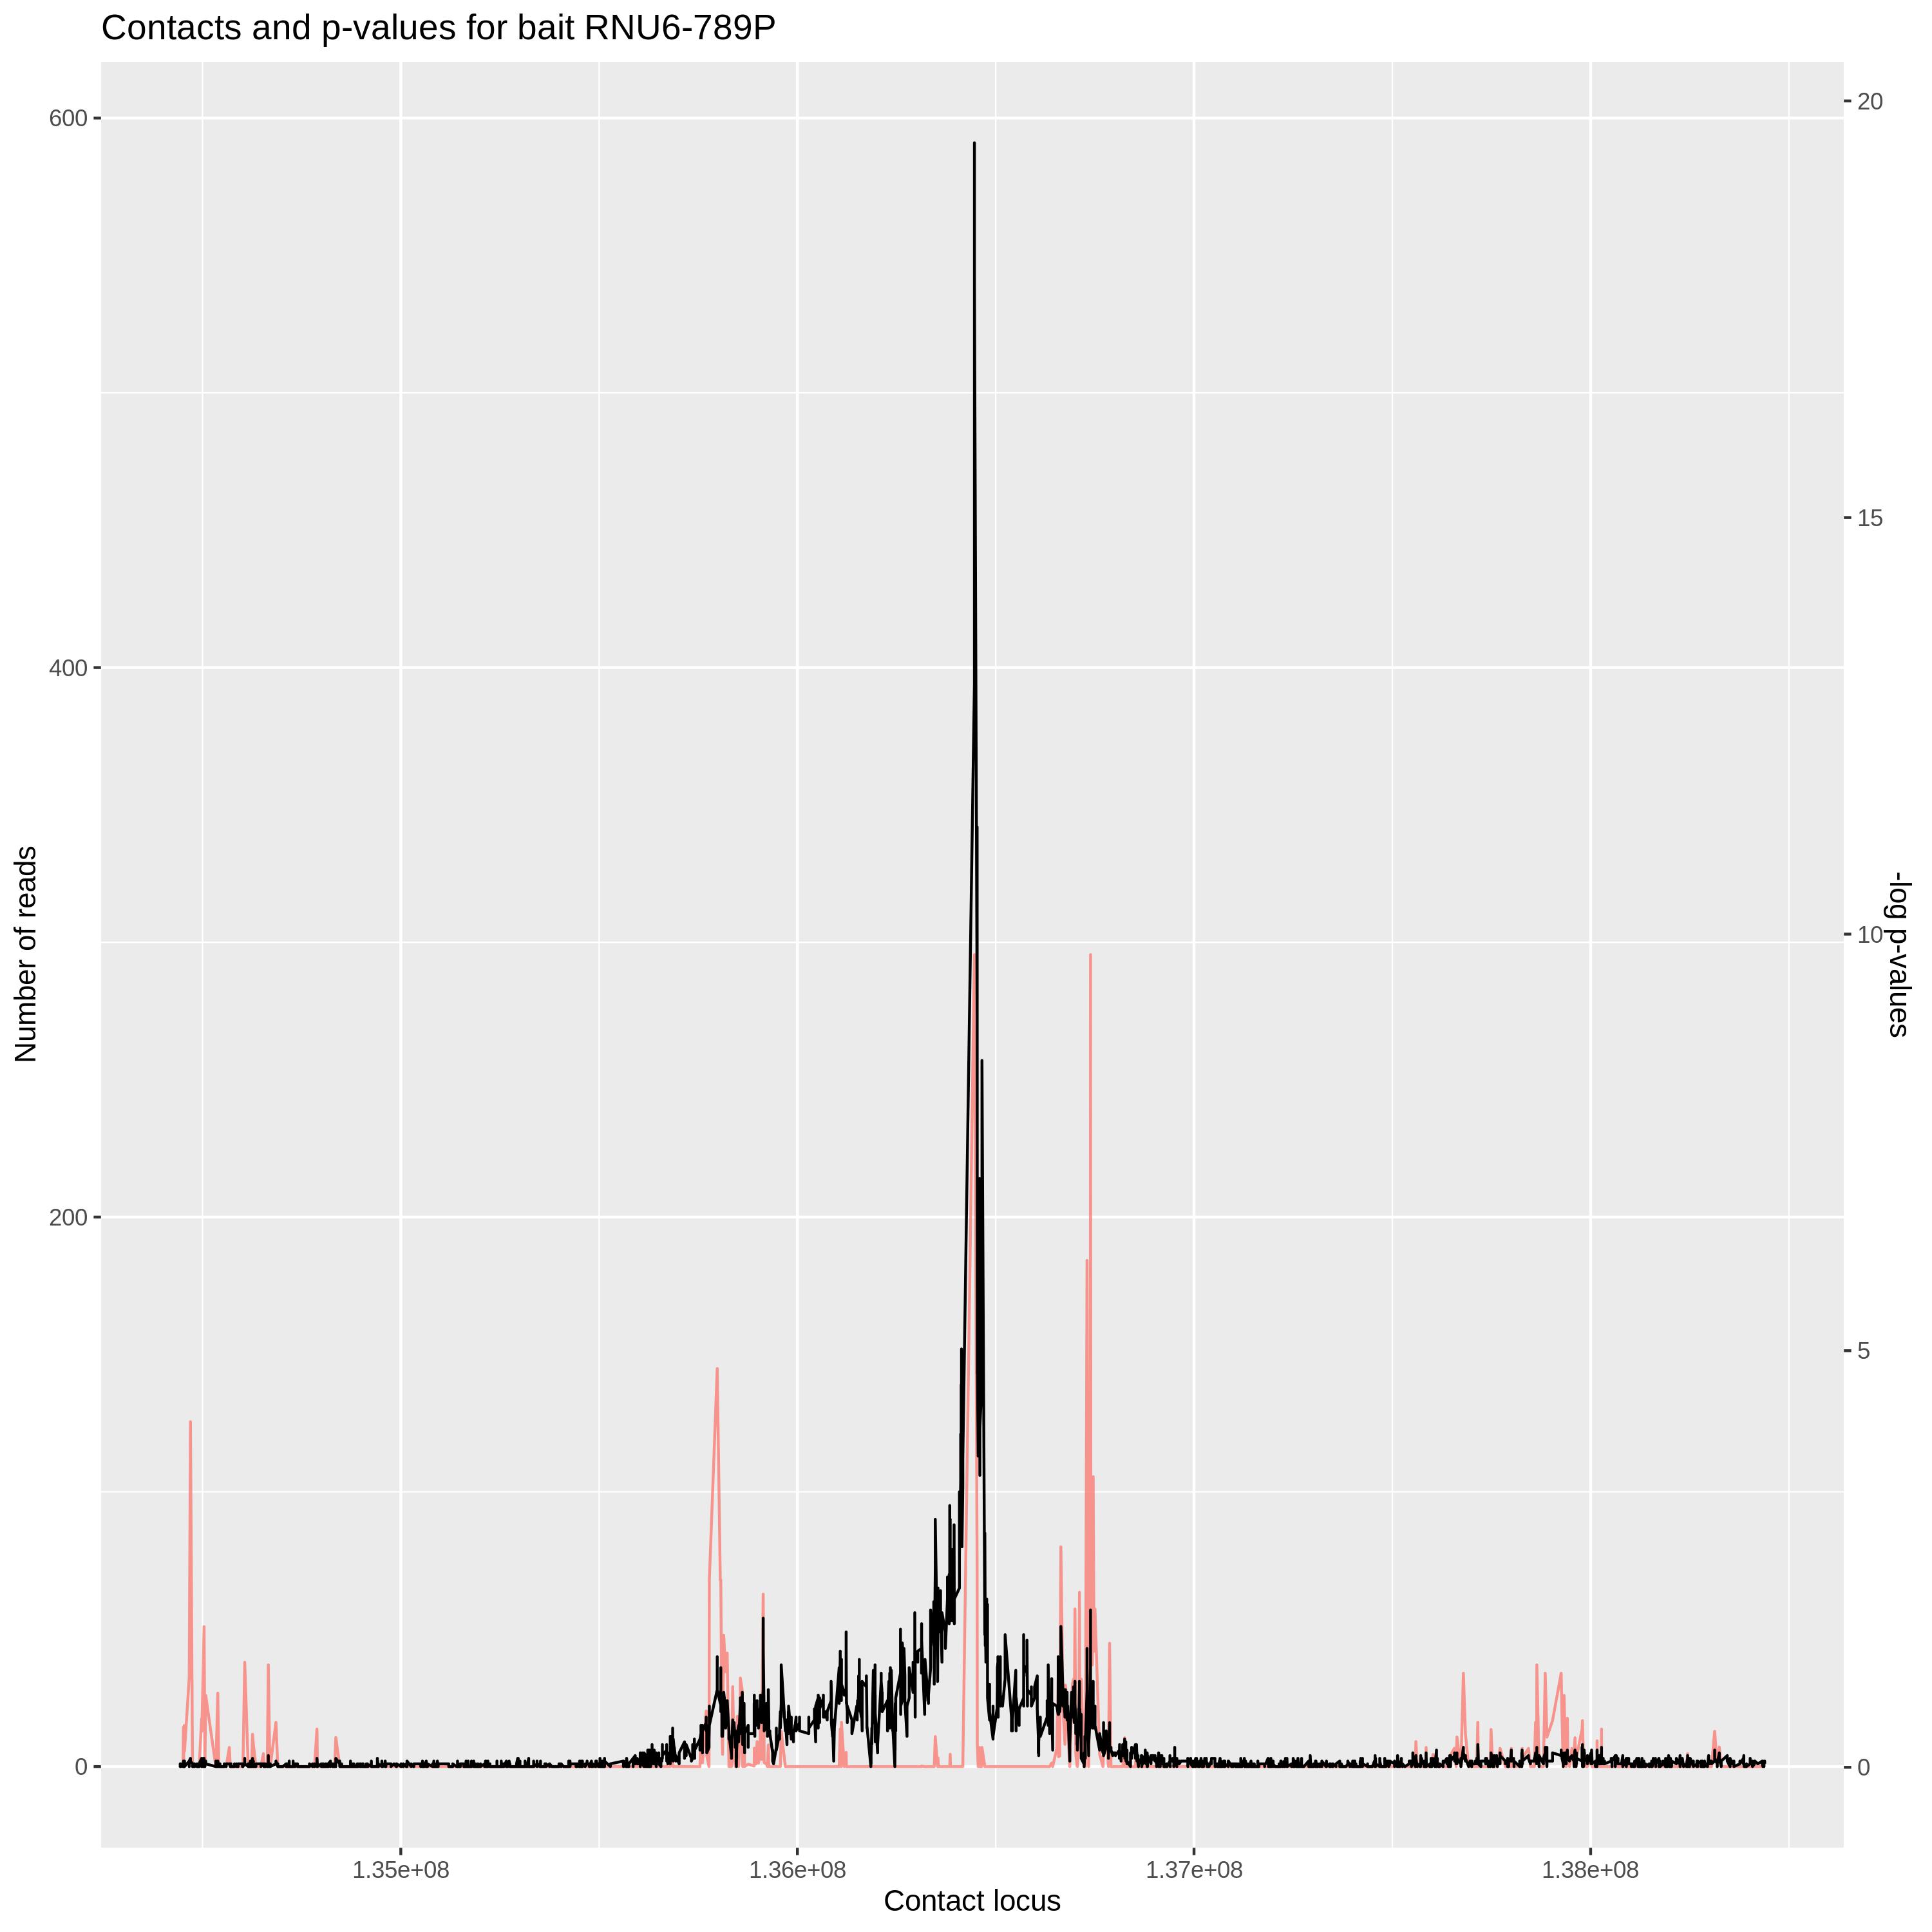 Contacts and p-values for bait RNU6-789P
Number of reads
600
400
200
0
20
15
10
5
0
-log p-values
1.35e+08
1.36e+08
1.37e+08
1.38e+08
Contact locus